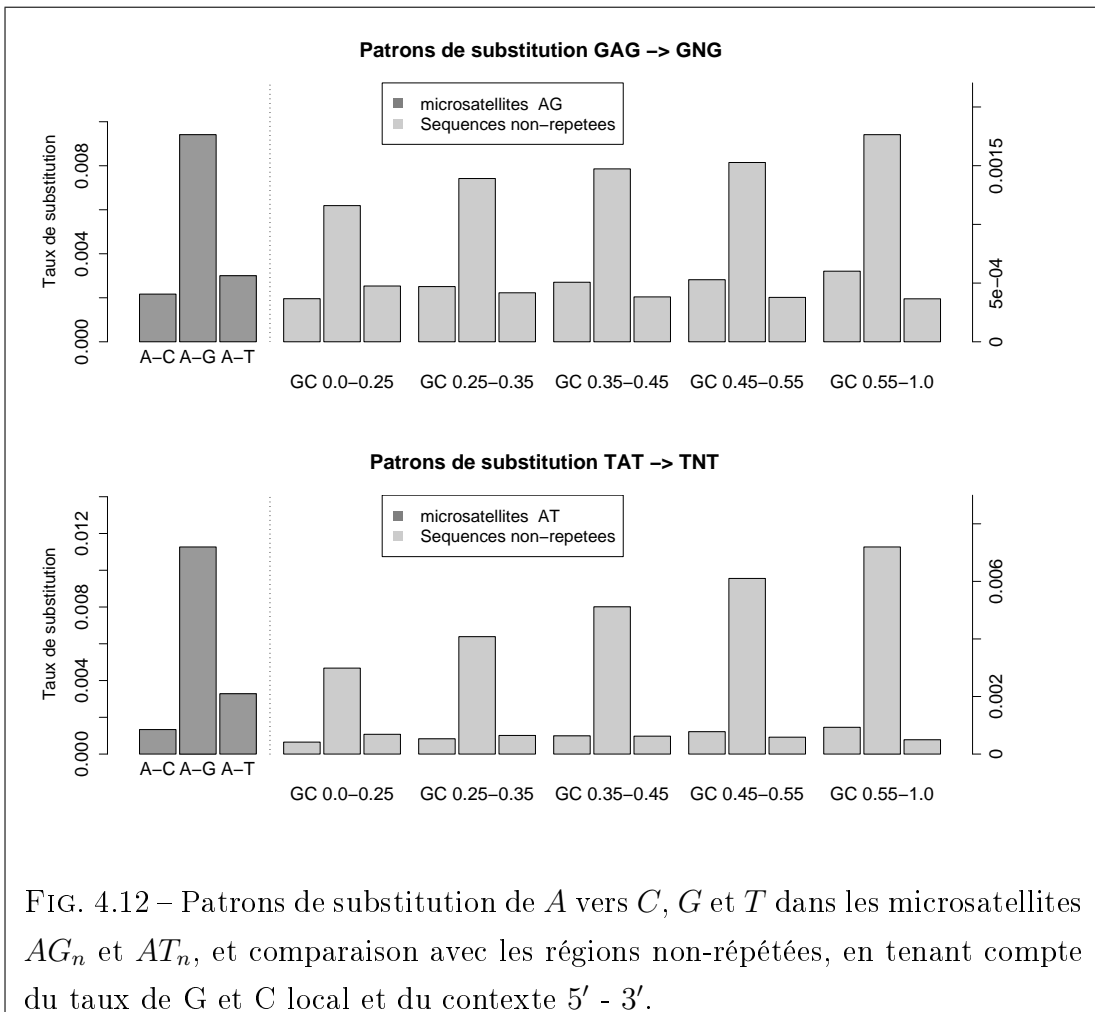 Patrons de substitution GAG −> GNG
microsatellites AG
Sequences non−repetees
Taux de substitution
0.000 0.004 0.008
0 5e−04 0.0015
A−C A−G A−T
GC 0.0−0.25 GC 0.25−0.35 GC 0.35−0.45 GC 0.45−0.55 GC 0.55−1.0
Patrons de substitution TAT −> TNT
microsatellites AT
Sequences non−repetees
Taux de substitution
0.000 0.004 0.008 0.012
0 0.002 0.006
A−C A−G A−T
GC 0.0−0.25 GC 0.25−0.35 GC 0.35−0.45 GC 0.45−0.55 GC 0.55−1.0
FIG. 4.12 – Patrons de substitution de A vers C, G et T dans les microsatellites
AGₙ et ATₙ, et comparaison avec les régions non-répétées, en tenant compte
du taux de G et C local et du contexte 5′ - 3′.